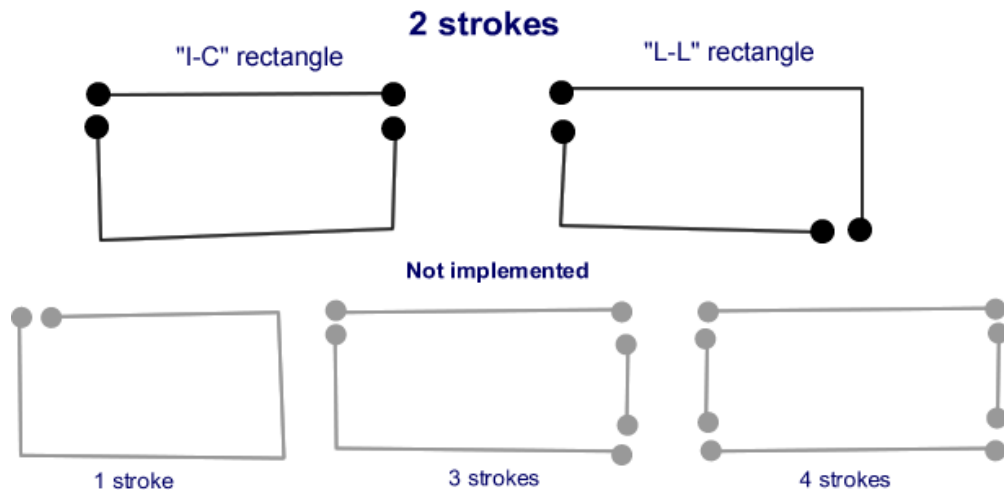 2 strokes
"I-C" rectangle
"L-L" rectangle
Not implemented
1 stroke
3 strokes
4 strokes